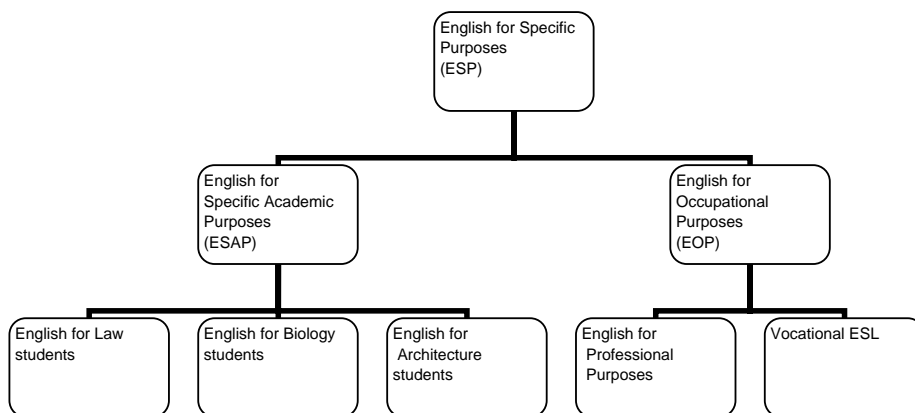 English for Specific
Purposes
(ESP)
English for
Specific Academic
Purposes
(ESAP)
English for
Occupational
Purposes
(EOP)
English for Law
students
English for Biology
students
English for
Architecture
students
English for
Professional
Purposes
Vocational ESL